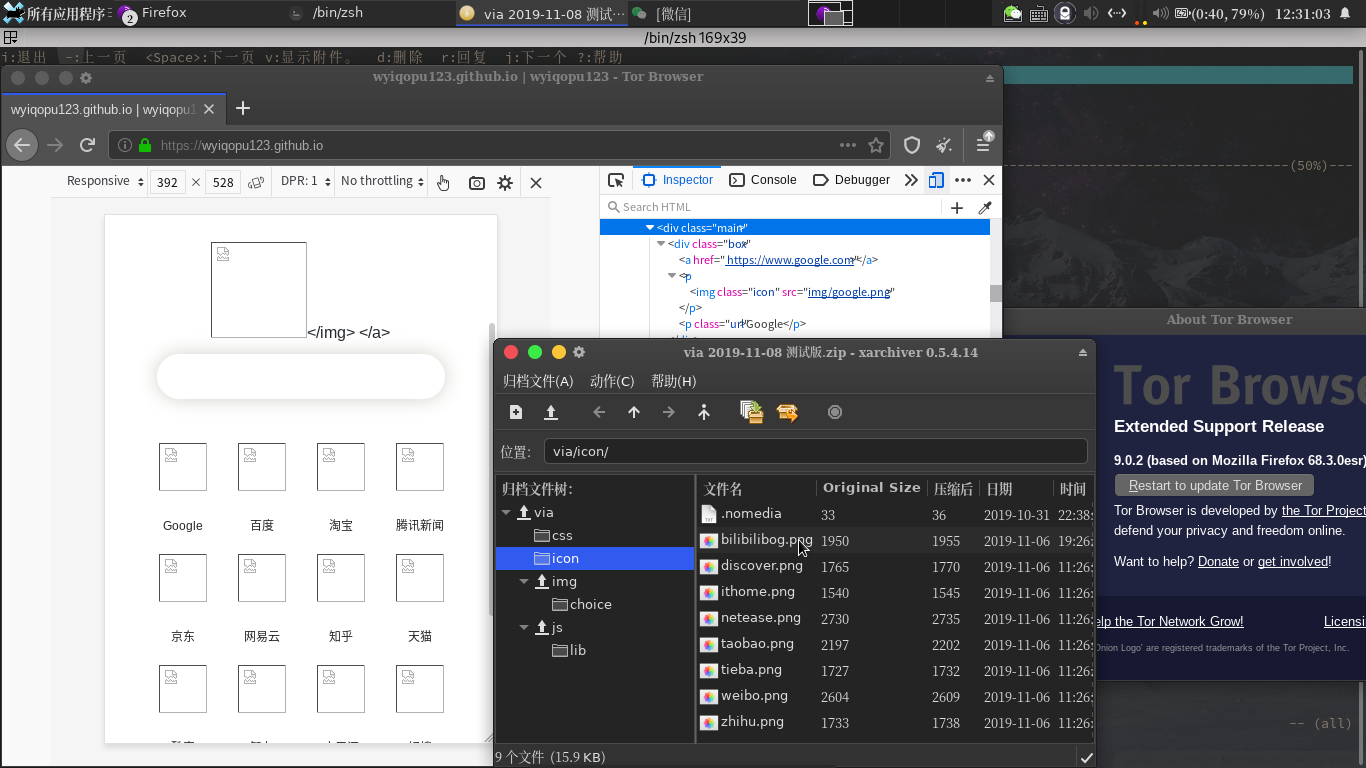 所有应用程序
2 Firefox
/bin/zsh
via 2019-11-08 测试…
[微信]
(0:40, 79%)
12:31:03
/bin/zsh 169x39
i:退出 -:上一页 <Space>:下一页 v:显示附件。 d:删除 r:回复 j:下一个 ?:帮助
wyiqopu123.github.io | wyiqopu123 - Tor Browser
wyiqopu123.github.io | wyiqopu1
https://wyiqopu123.github.io
(50%)
Responsive 392 × 528 DPR: 1 No throttling
Inspector Console Debugger
Search HTML
<div class="main"
<div class="box"
<a href=" https://www.google.com"</a>
<p
<img class="icon" src="img/google.png"
</p>
<p class="url"Google</p>
</img> </a>
Google 百度 淘宝 腾讯新闻
京东 网易云 知乎 天猫
via 2019-11-08 测试版.zip - xarchiver 0.5.4.14
归档文件(A) 动作(C) 帮助(H)
位置: via/icon/
归档文件树:
via
css
icon
img
choice
js
lib
文件名 Original Size 压缩后 日期 时间
.nomedia 33 36 2019-10-31 22:38:
bilibilibog.png 1950 1955 2019-11-06 19:26:
discover.png 1765 1770 2019-11-06 11:26:
ithome.png 1540 1545 2019-11-06 11:26:
netease.png 2730 2735 2019-11-06 11:26:
taobao.png 2197 2202 2019-11-06 11:26:
tieba.png 1727 1732 2019-11-06 11:26:
weibo.png 2604 2609 2019-11-06 11:26:
zhihu.png 1733 1738 2019-11-06 11:26:
9 个文件 (15.9 KB)
About Tor Browser
Tor Browse
Extended Support Release
9.0.2 (based on Mozilla Firefox 68.3.0esr)
Restart to update Tor Browser
Tor Browser is developed by the Tor Project
defend your privacy and freedom online.
Want to help? Donate or get involved!
elp the Tor Network Grow! Licensi
Onion Logo' are registered trademarks of the Tor Project, Inc.
-- (all)